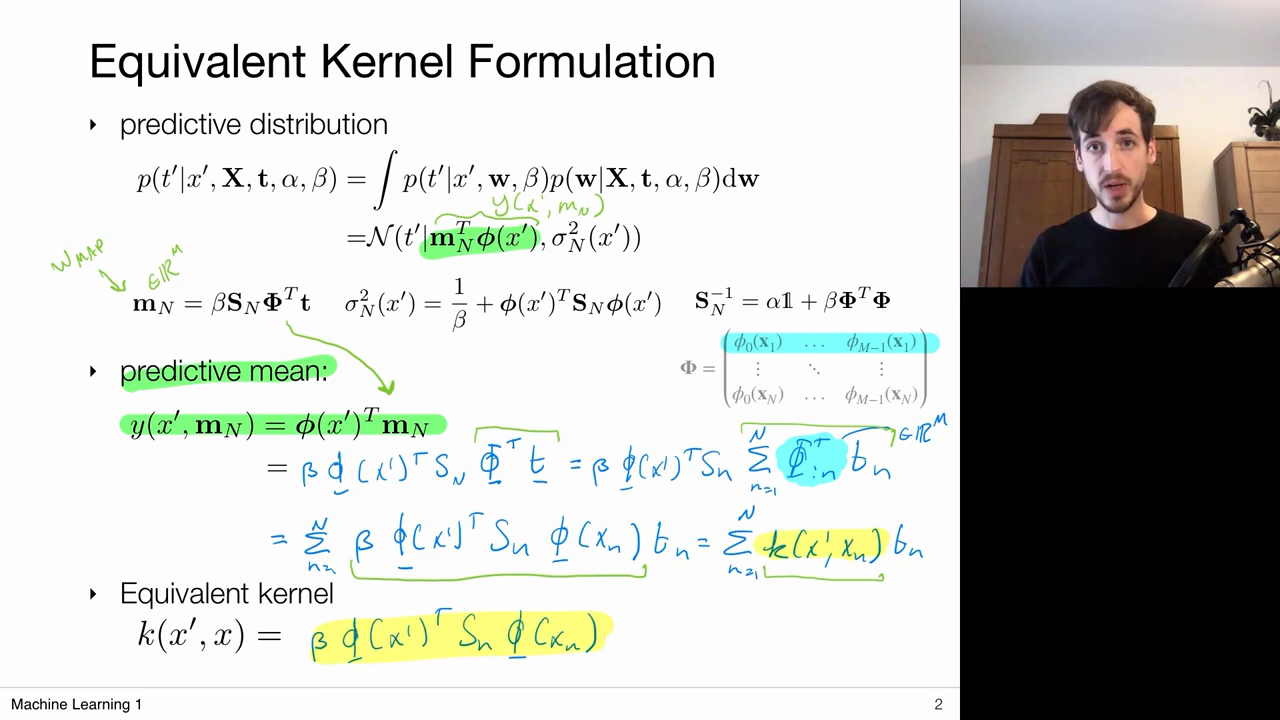 Equivalent Kernel Formulation
‣ predictive distribution
p(t′|x′, X, t, α, β) = ∫ p(t′|x′, w, β)p(w|X, t, α, β)dw
y(x′, m_N)
=N(t′|m_N^T ϕ(x′), σ_N^2(x′))
W_MAP
∈ℝ^M
m_N = βS_NΦ^T t    σ_N^2(x′) = 1/β + ϕ(x′)^T S_N ϕ(x′)    S_N^{-1} = α𝟙 + βΦ^TΦ
Φ = ( ϕ_0(x_1) … ϕ_{M−1}(x_1)
⋮ ⋱ ⋮
ϕ_0(x_N) … ϕ_{M−1}(x_N) )
‣ predictive mean:
y(x′, m_N) = ϕ(x′)^T m_N
∈ℝ^M
= β ϕ(x′)^T S_N Φ^T t = β ϕ(x′)^T S_n Σ_{n=1}^N Φ^T_{:n} t_n
= Σ_{n=}^N β ϕ(x′)^T S_n ϕ(x_n) t_n = Σ_{n=1}^N k(x′, x_n) t_n
‣ Equivalent kernel
k(x′, x) = β ϕ(x′)^T S_n ϕ(x_n)
Machine Learning 1    2